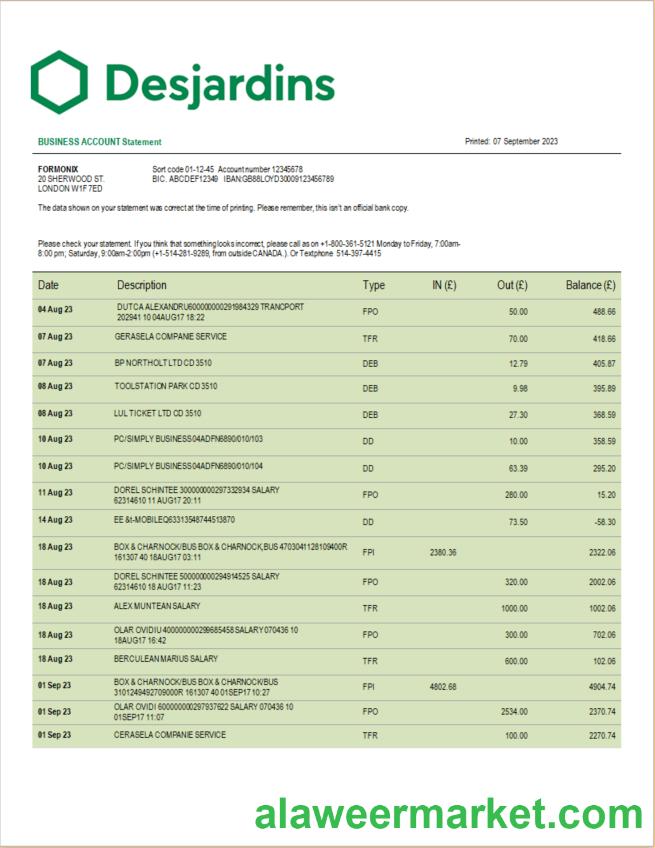 Desjardins
BUSINESS ACCOUNT Statement Printed: 07 September 2023
FORMONIX Sort code 01-12-45 Account number 12345678
20 SHERWOOD ST. BIC. ABCDEF12349 IBAN:GB88LOYD30009123456789
LONDON W1F 7ED
The data shown on your statement was correct at the time of printing. Please remember, this isn't an official bank copy.
Please check your statement. If you think that something looks incorrect, please call as on +1-800-361-5121 Monday to Friday, 7:00am-
8:00 pm; Saturday, 9:00am-2:00pm (+1-514-281-9289, from outside CANADA.). Or Textphone 514-397-4415
Date Description Type IN (£) Out (£) Balance (£)
04 Aug 23 DUTCA ALEXANDRU600000000291984329 TRANCPORT FPO 50.00 488.66
202941 10 04AUG17 18:22
07 Aug 23 GERASELA COMPANIE SERVICE TFR 70.00 418.66
07 Aug 23 BP NORTHOLT LTD CD 3510 DEB 12.79 405.87
08 Aug 23 TOOLSTATION PARK CD 3510 DEB 9.98 395.89
08 Aug 23 LUL TICKET LTD CD 3510 DEB 27.30 368.59
10 Aug 23 PC/SIMPLY BUSINESS04ADFN6890/010/103 DD 10.00 358.59
10 Aug 23 PC/SIMPLY BUSINESS04ADFN6890/010/104 DD 63.39 295.20
11 Aug 23 DOREL SCHINTEE 300000000297332934 SALARY FPO 280.00 15.20
62314610 11 AUG17 20:11
14 Aug 23 EE &t-MOBILEQ63313548744513870 DD 73.50 -58.30
18 Aug 23 BOX & CHARNOCK/BUS BOX & CHARNOCK,BUS 4703041128109400R FPI 2380.36 2322.06
161307 40 18AUG17 03:11
18 Aug 23 DOREL SCHINTEE 500000000294914525 SALARY FPO 320.00 2002.06
62314610 18 AUG17 11:23
18 Aug 23 ALEX MUNTEAN SALARY TFR 1000.00 1002.06
18 Aug 23 OLAR OVIDIU 400000000299685458 SALARY 070436 10 FPO 300.00 702.06
18AUG17 16:42
18 Aug 23 BERCULEAN MARIUS SALARY TFR 600.00 102.06
01 Sep 23 BOX & CHARNOCK/BUS BOX & CHARNOCK/BUS FPI 4802.68 4904.74
3101249492709000R 161307 40 01SEP17 10:27
01 Sep 23 OLAR OVIDI 600000000297937622 SALARY 070436 10 FPO 2534.00 2370.74
01SEP17 11:07
01 Sep 23 CERASELA COMPANIE SERVICE TFR 100.00 2270.74
alaweermarket.com